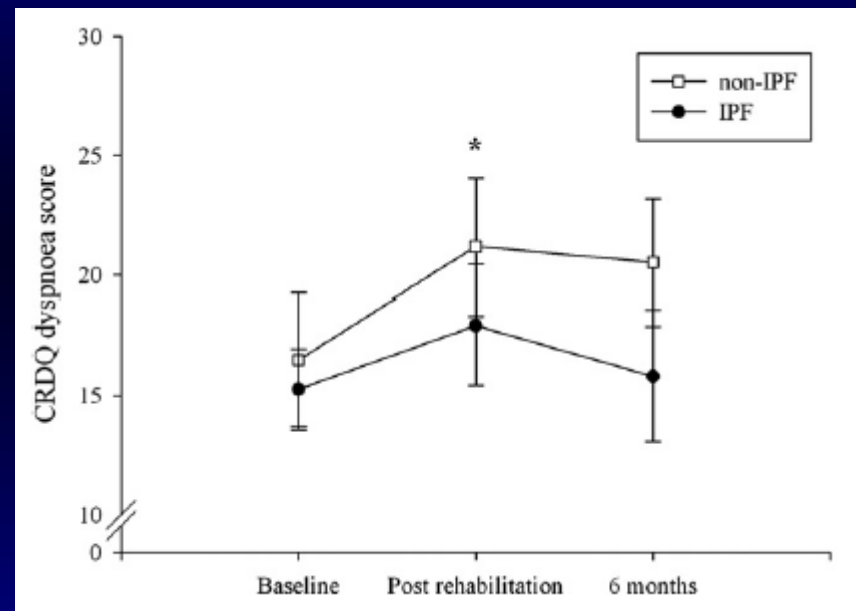 30
25
20
15
10
0
CRDQ dyspnoea score
non-IPF
IPF
*
Baseline Post rehabilitation 6 months